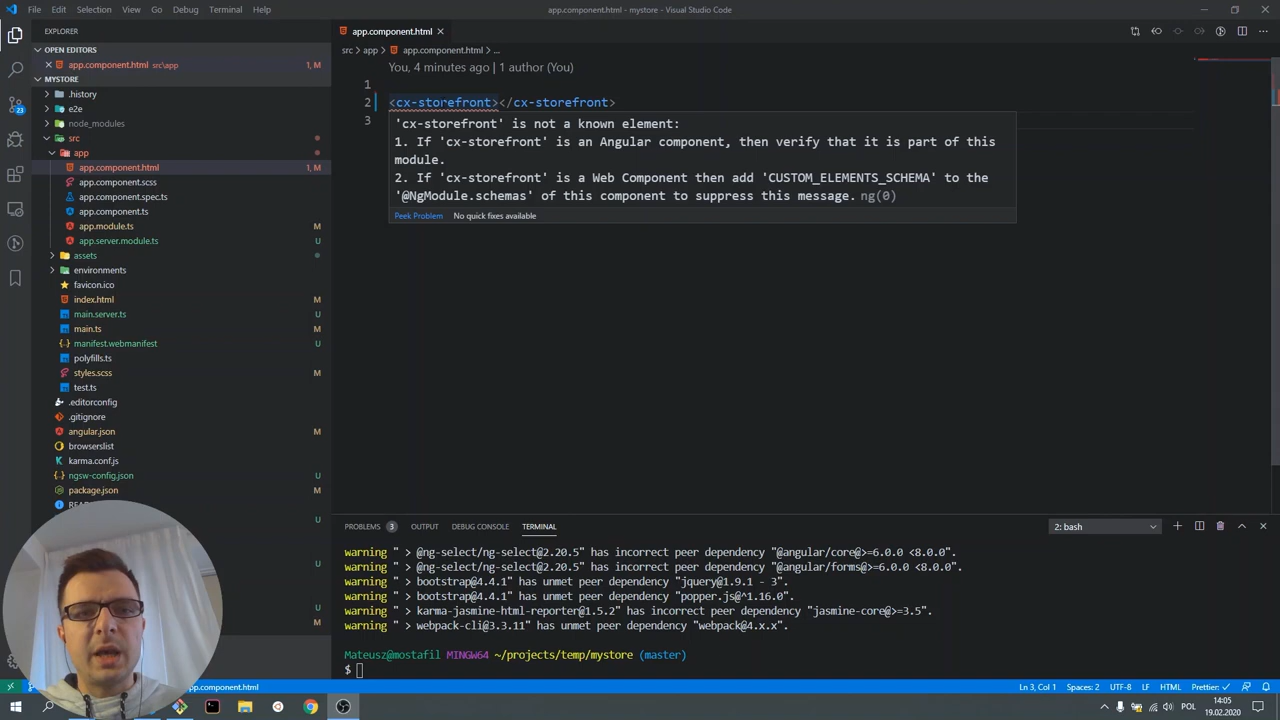 File Edit Selection View Go Debug Terminal Help
app.component.html - mystore - Visual Studio Code
EXPLORER
OPEN EDITORS
app.component.html src\app 1, M
MYSTORE
.history
e2e
node_modules
src
app
app.component.html 1, M
app.component.scss
app.component.spec.ts
app.component.ts
app.module.ts M
app.server.module.ts U
assets
environments
favicon.ico
index.html M
main.server.ts U
main.ts M
manifest.webmanifest U
polyfills.ts
styles.scss M
test.ts
.editorconfig
.gitignore
angular.json M
browserslist
karma.conf.js
ngsw-config.json U
package.json M
U
U
U
M
23
app.component.html
src > app > app.component.html > ...
You, 4 minutes ago | 1 author (You)
1
2 <cx-storefront></cx-storefront>
3
'cx-storefront' is not a known element:
1. If 'cx-storefront' is an Angular component, then verify that it is part of this
module.
2. If 'cx-storefront' is a Web Component then add 'CUSTOM_ELEMENTS_SCHEMA' to the
'@NgModule.schemas' of this component to suppress this message. ng(0)
Peek Problem No quick fixes available
PROBLEMS 3 OUTPUT DEBUG CONSOLE TERMINAL
2: bash
warning " > @ng-select/ng-select@2.20.5" has incorrect peer dependency "@angular/core@>=6.0.0 <8.0.0".
warning " > @ng-select/ng-select@2.20.5" has incorrect peer dependency "@angular/forms@>=6.0.0 <8.0.0".
warning " > bootstrap@4.4.1" has unmet peer dependency "jquery@1.9.1 - 3".
warning " > bootstrap@4.4.1" has unmet peer dependency "popper.js@^1.16.0".
warning " > karma-jasmine-html-reporter@1.5.2" has incorrect peer dependency "jasmine-core@>=3.5".
warning " > webpack-cli@3.3.11" has unmet peer dependency "webpack@4.x.x".
Mateusz@mostafil MINGW64 ~/projects/temp/mystore (master)
$
app.component.html
Ln 3, Col 1 Spaces: 2 UTF-8 LF HTML Prettier: ✓
POL
14:05
19.02.2020